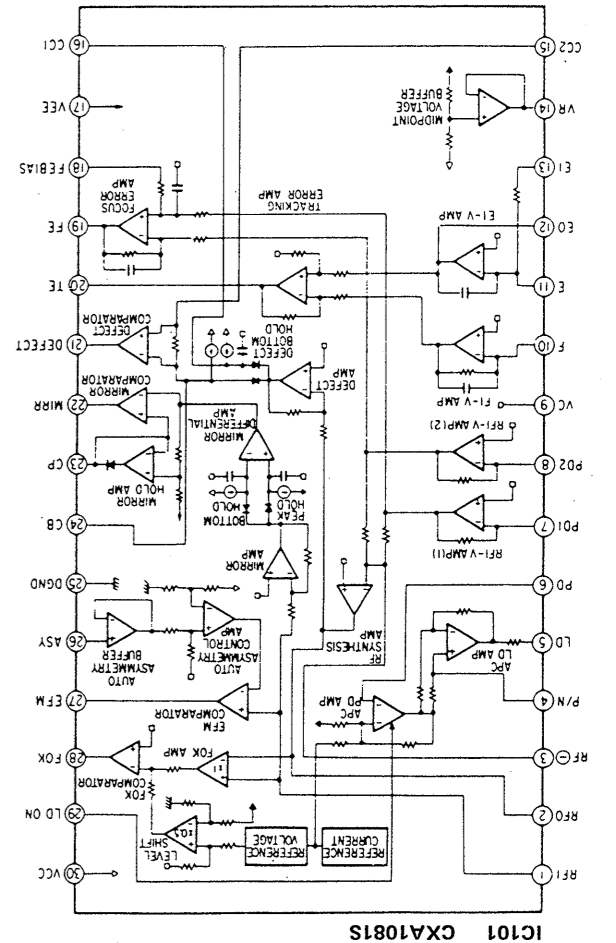 IC101 CXA1081S
1 RFI
2 RFO
3 RF⊖
4 P/N
5 LD
6 PD
7 PD1
8 PD2
9 VC
10 F
11 E
12 EO
13 EI
14 VR
15 CC2
30 VCC
29 LD ON
28 FOK
27 EFM
26 ASY
25 DGND
24 CB
23 CP
22 MIRR
21 DEFECT
20 TE
19 FE
18 FEBIAS
17 VEE
16 CC1
REFERENCE
CURRENT
REFERENCE
VOLTAGE
LEVEL
SHIFT
FOK
COMPARATOR
FOK AMP
EFM
COMPARATOR
APC
PD AMP
APC
LD AMP
AUTO
ASYMMETRY
CONTROL
AMP
AUTO
ASYMMETRY
BUFFER
RF
SYNTHESIS
AMP
MIRROR
AMP
RFI-V AMP(1)
RFI-V AMP(2)
PEAK
HOLD
BOTTOM
HOLD
MIRROR
HOLD AMP
MIRROR
DIFFERENTIAL
AMP
MIRROR
COMPARATOR
DEFECT
AMP
DEFECT
BOTTOM
HOLD
DEFECT
COMPARATOR
FI-V AMP
EI-V AMP
TRACKING
ERROR AMP
FOCUS
ERROR
AMP
MIDPOINT
VOLTAGE
BUFFER